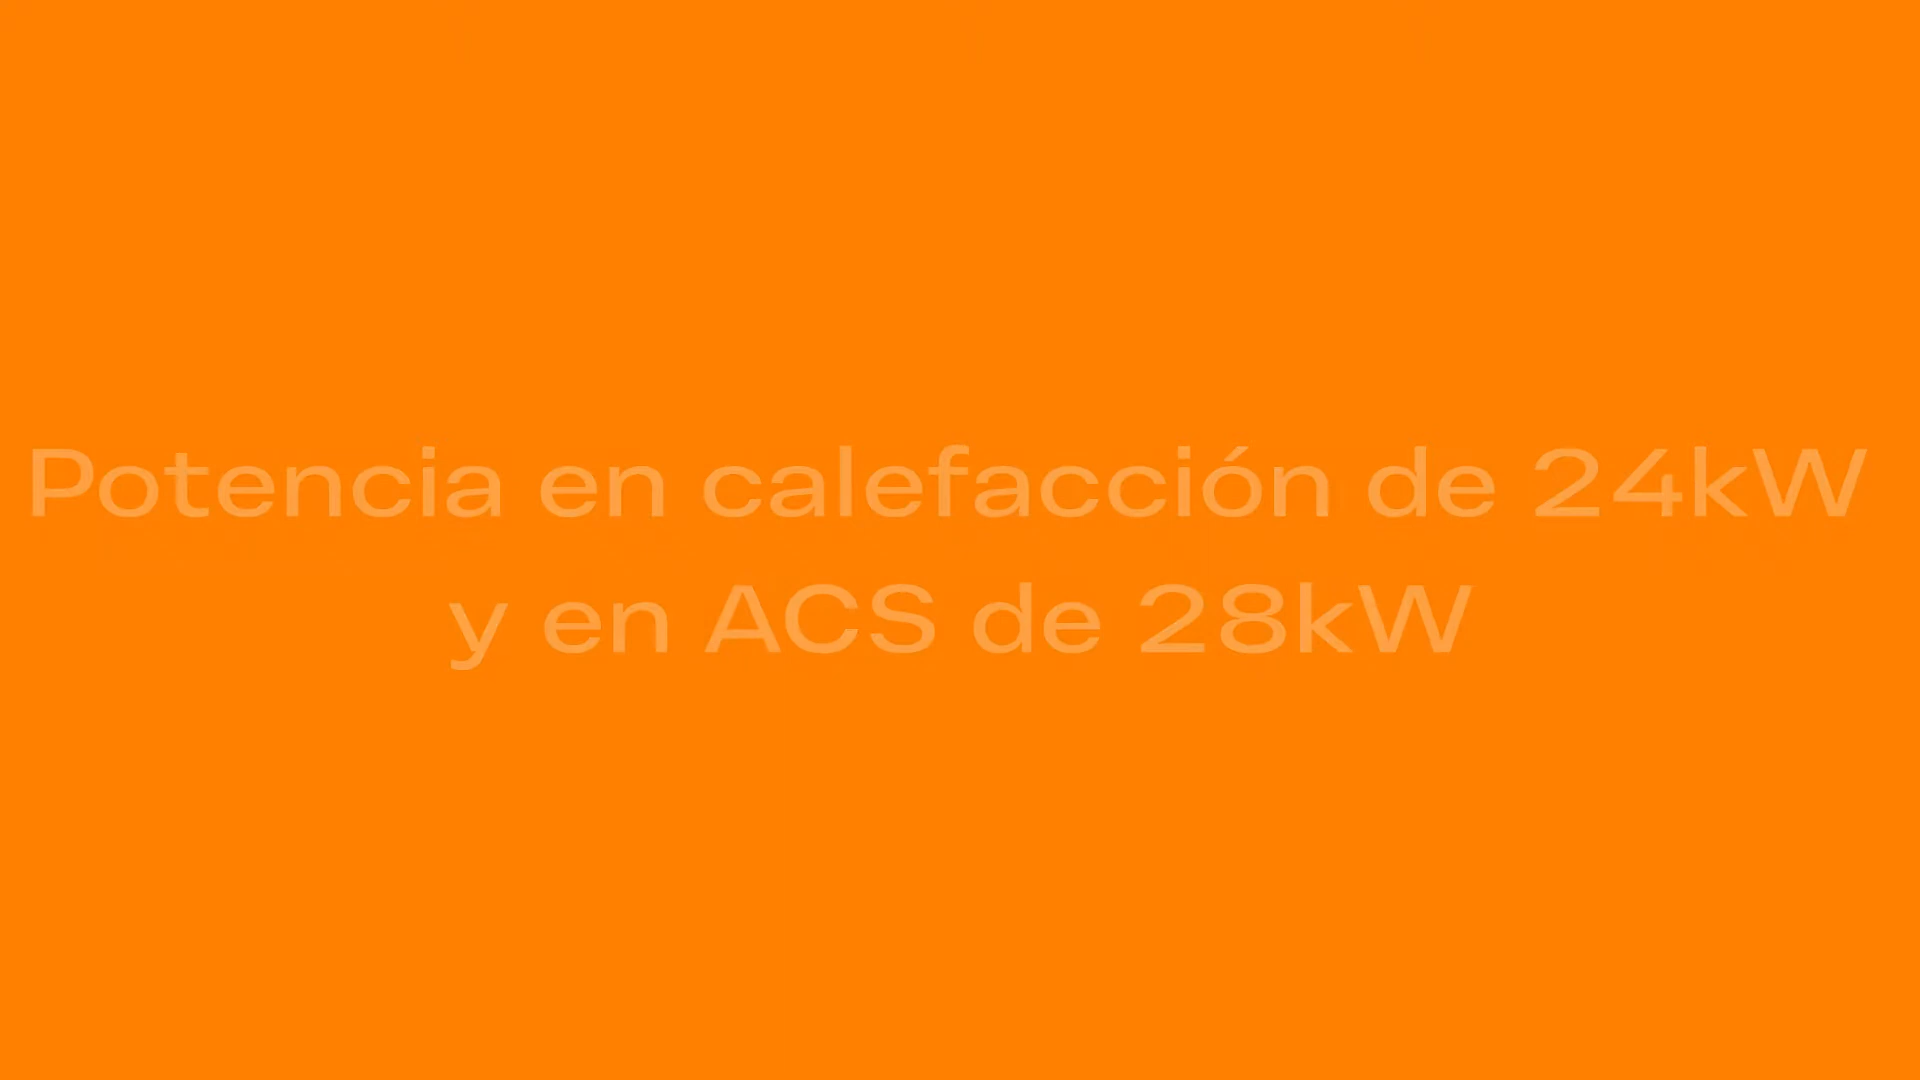 Potencia en calefacción de 24kW
y en ACS de 28kW